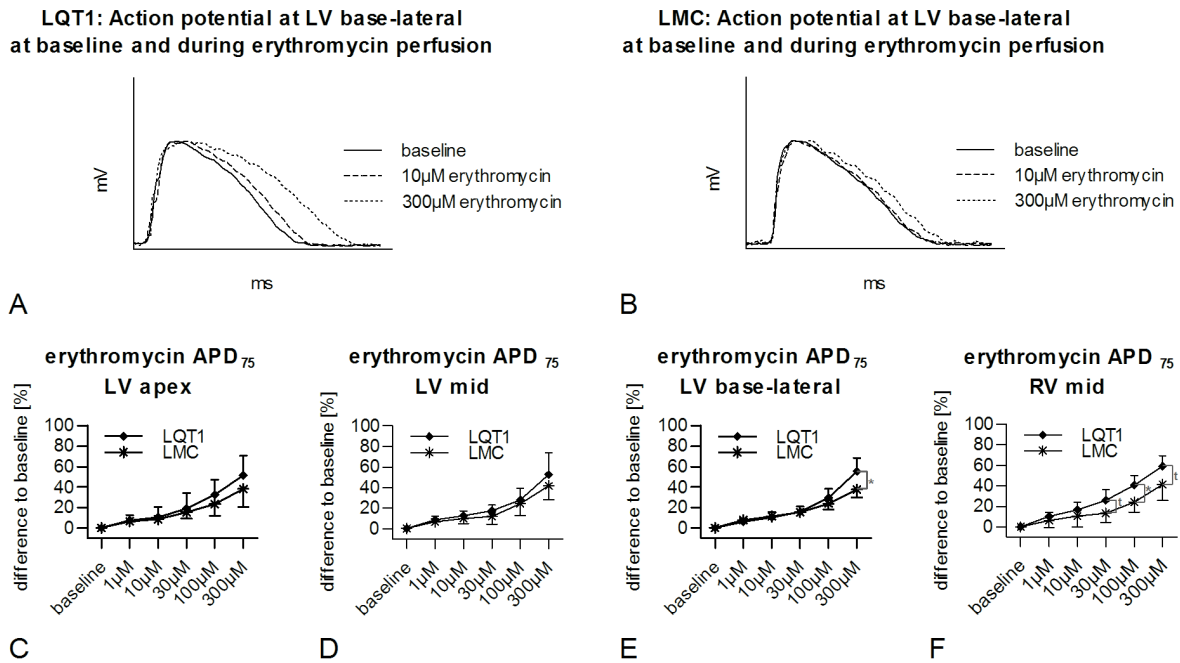 LQT1: Action potential at LV base-lateral
at baseline and during erythromycin perfusion
mV
baseline
10µM erythromycin
300µM erythromycin
ms
A
LMC: Action potential at LV base-lateral
at baseline and during erythromycin perfusion
mV
baseline
10µM erythromycin
300µM erythromycin
ms
B
erythromycin APD 75
LV apex
difference to baseline [%]
100
80
60
40
20
0
LQT1
LMC
baseline
1µM
10µM
30µM
100µM
300µM
C
erythromycin APD 75
LV mid
difference to baseline [%]
100
80
60
40
20
0
LQT1
LMC
baseline
1µM
10µM
30µM
100µM
300µM
D
erythromycin APD 75
LV base-lateral
difference to baseline [%]
100
80
60
40
20
0
LQT1
LMC
*
baseline
1µM
10µM
30µM
100µM
300µM
E
erythromycin APD 75
RV mid
difference to baseline [%]
100
80
60
40
20
0
LQT1
LMC
t
*
t
baseline
1µM
10µM
30µM
100µM
300µM
F